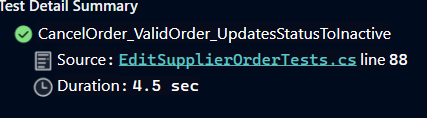 Test Detail Summary
CancelOrder_ValidOrder_UpdatesStatusToInactive
Source: EditSupplierOrderTests.cs line 88
Duration: 4.5 sec